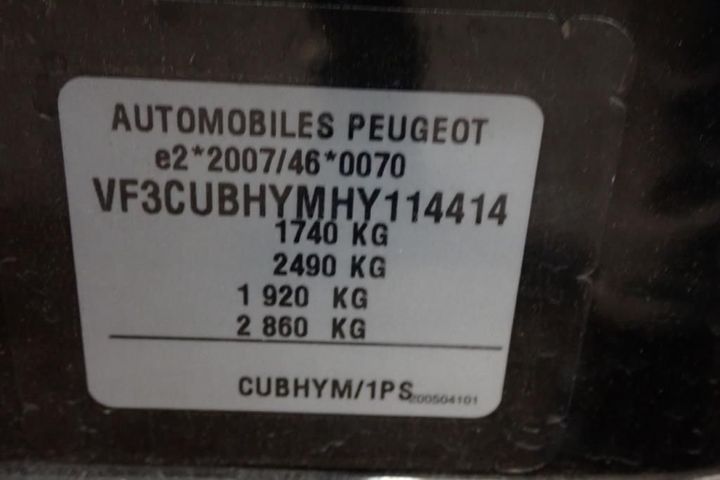 AUTOMOBILES PEUGEOT
e2*2007/46*0070
VF3CUBHYMHY114414
1740 KG
2490 KG
1 920 KG
2 860 KG
CUBHYM/1PS
200504101